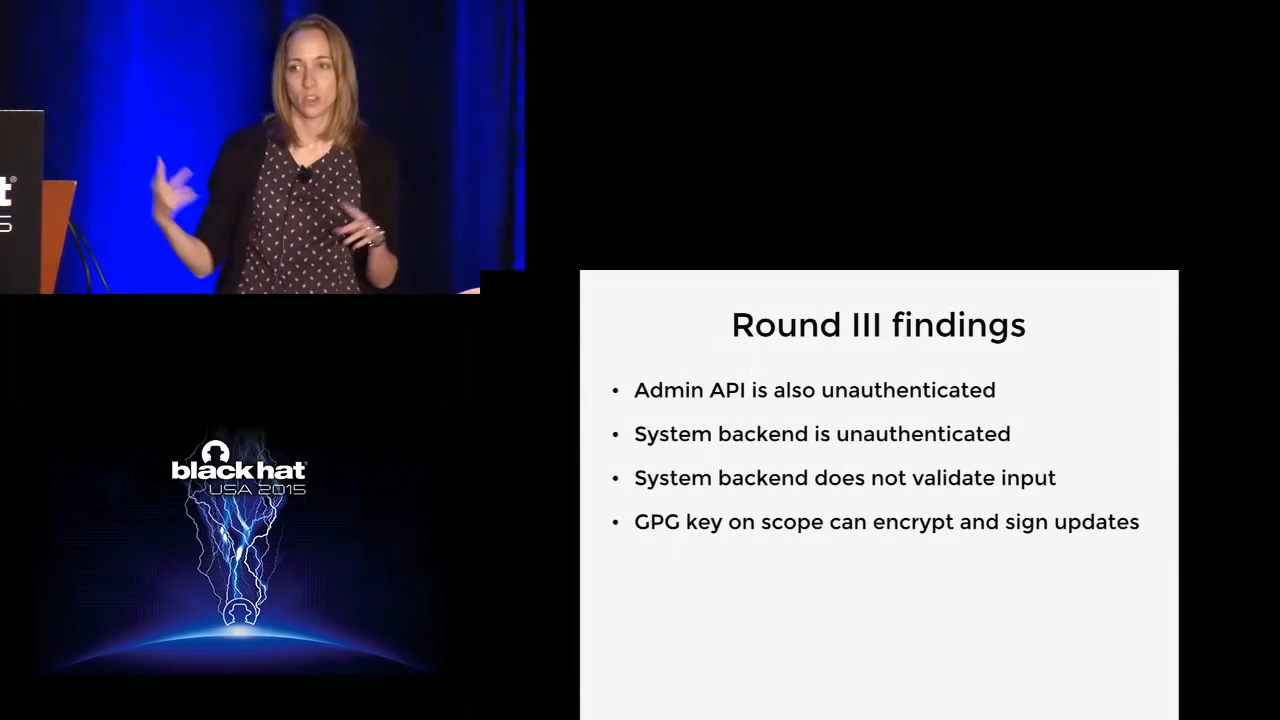 t®
5
Round III findings
• Admin API is also unauthenticated
• System backend is unauthenticated
• System backend does not validate input
• GPG key on scope can encrypt and sign updates
black hat®
USA 2015